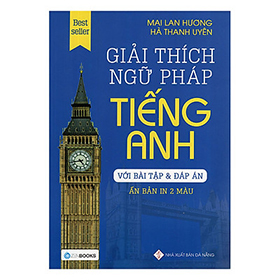 Best
seller
MAI LAN HƯƠNG
HÀ THANH UYÊN
GIẢI THÍCH
NGỮ PHÁP
TIẾNG
ANH
VỚI BÀI TẬP & ĐÁP ÁN
ẤN BẢN IN 2 MÀU
BOOKS
NHÀ XUẤT BẢN ĐÀ NẴNG